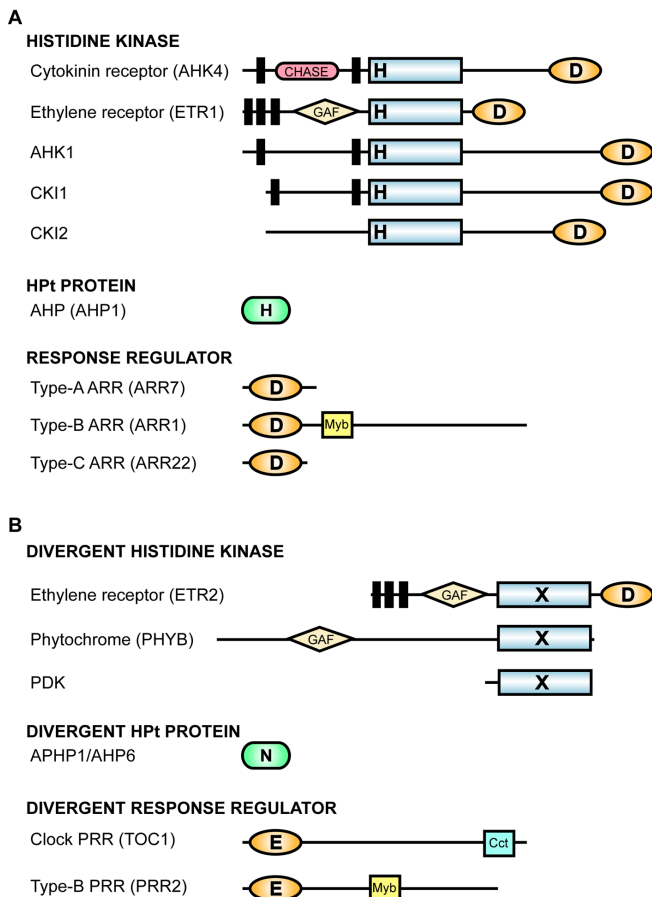 A
HISTIDINE KINASE
Cytokinin receptor (AHK4) CHASE H D
Ethylene receptor (ETR1) GAF H D
AHK1 H D
CKI1 H D
CKI2 H D
HPt PROTEIN
AHP (AHP1) H
RESPONSE REGULATOR
Type-A ARR (ARR7) D
Type-B ARR (ARR1) D Myb
Type-C ARR (ARR22) D
B
DIVERGENT HISTIDINE KINASE
Ethylene receptor (ETR2) GAF X D
Phytochrome (PHYB) GAF X
PDK X
DIVERGENT HPt PROTEIN
APHP1/AHP6 N
DIVERGENT RESPONSE REGULATOR
Clock PRR (TOC1) E Cct
Type-B PRR (PRR2) E Myb